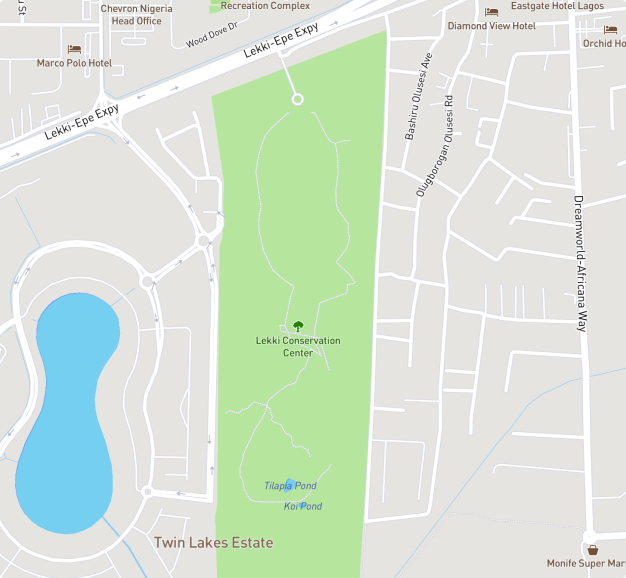 Chevron Nigeria
Head Office
Recreation Complex
Eastgate Hotel Lagos
Diamond View Hotel
Orchid Ho
Wood Dove Dr
Marco Polo Hotel
Lekki-Epe Expy
Lekki-Epe Expy
Bashiru Olusesi Ave
Olugborogan Olusesi Rd
Dreamworld-Africana Way
Lekki Conservation
Center
Tilapia Pond
Koi Pond
Twin Lakes Estate
Monife Super Mar